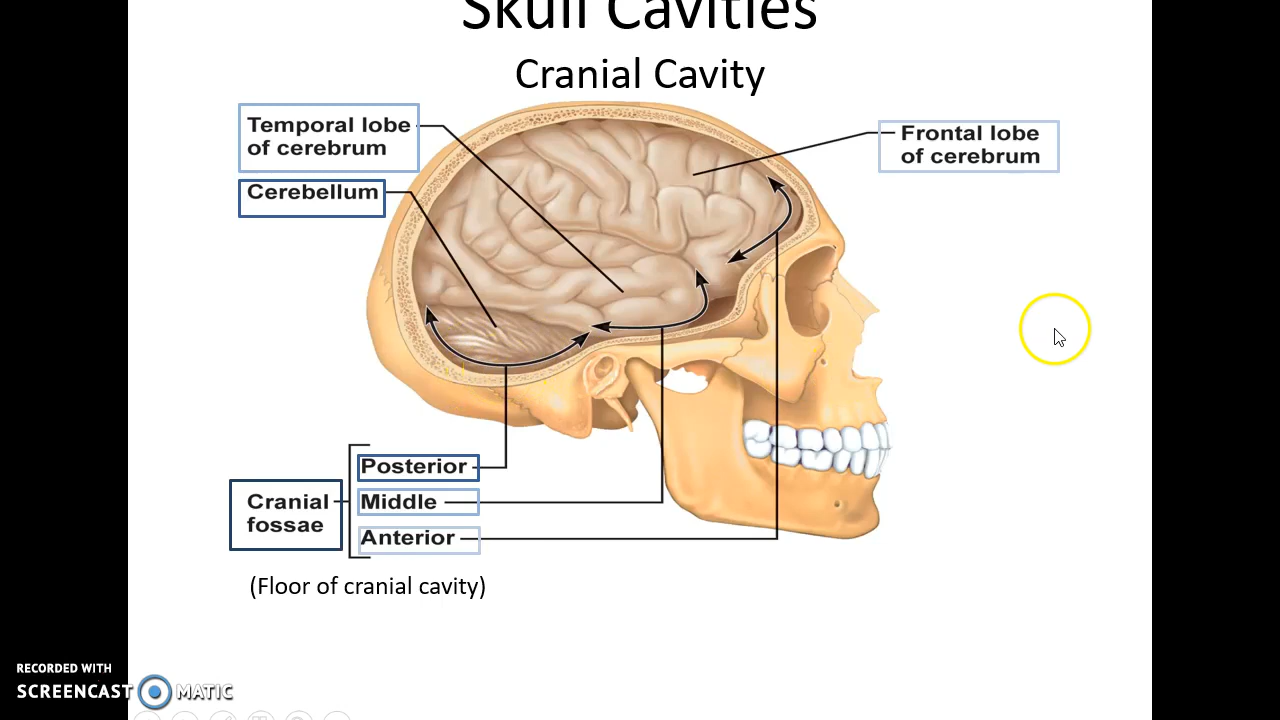 Skull Cavities
Cranial Cavity
Temporal lobe
of cerebrum
Cerebellum
Frontal lobe
of cerebrum
Cranial
fossae
Posterior
Middle
Anterior
(Floor of cranial cavity)
RECORDED WITH
SCREENCAST MATIC